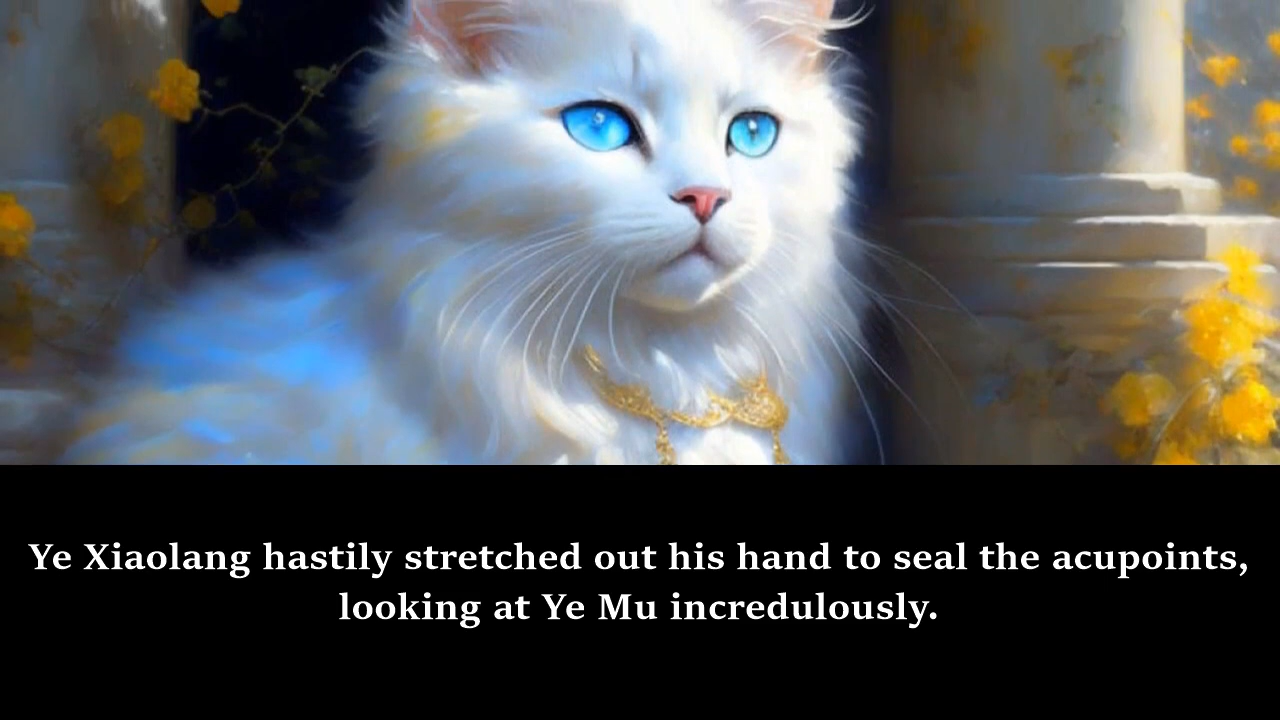 Ye Xiaolang hastily stretched out his hand to seal the acupoints,
looking at Ye Mu incredulously.